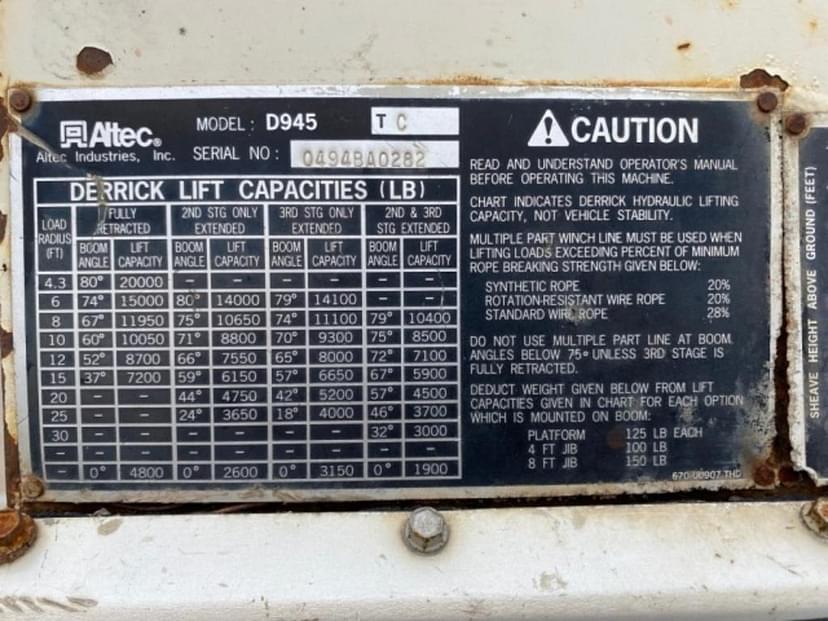 Altec®
Altec Industries, Inc.
MODEL: D945 T C
SERIAL NO: 0494BA0282
DERRICK LIFT CAPACITIES (LB)
LOAD RADIUS (FT) FULLY RETRACTED 2ND STG ONLY EXTENDED 3RD STG ONLY EXTENDED 2ND & 3RD STG EXTENDED
BOOM ANGLE LIFT CAPACITY BOOM ANGLE LIFT CAPACITY BOOM ANGLE LIFT CAPACITY BOOM ANGLE LIFT CAPACITY
4.3 80° 20000 – – – – – –
6 74° 15000 80° 14000 79° 14100 – –
8 67° 11950 75° 10650 74° 11100 79° 10400
10 60° 10050 71° 8800 70° 9300 75° 8500
12 52° 8700 66° 7550 65° 8000 72° 7100
15 37° 7200 59° 6150 57° 6650 67° 5900
20 – – 44° 4750 42° 5200 57° 4500
25 – – 24° 3650 18° 4000 46° 3700
30 – – – – – – 32° 3000
– – – – – – – – –
– 0° 4800 0° 2600 0° 3150 0° 1900
CAUTION
READ AND UNDERSTAND OPERATOR'S MANUAL
BEFORE OPERATING THIS MACHINE.
CHART INDICATES DERRICK HYDRAULIC LIFTING
CAPACITY, NOT VEHICLE STABILITY.
MULTIPLE PART WINCH LINE MUST BE USED WHEN
LIFTING LOADS EXCEEDING PERCENT OF MINIMUM
ROPE BREAKING STRENGTH GIVEN BELOW:
SYNTHETIC ROPE 20%
ROTATION-RESISTANT WIRE ROPE 20%
STANDARD WIRE ROPE 28%
DO NOT USE MULTIPLE PART LINE AT BOOM
ANGLES BELOW 75° UNLESS 3RD STAGE IS
FULLY RETRACTED.
DEDUCT WEIGHT GIVEN BELOW FROM LIFT
CAPACITIES GIVEN IN CHART FOR EACH OPTION
WHICH IS MOUNTED ON BOOM:
PLATFORM 125 LB EACH
4 FT JIB 100 LB
8 FT JIB 150 LB
670-00907 THD
SHEAVE HEIGHT ABOVE GROUND (FEET)